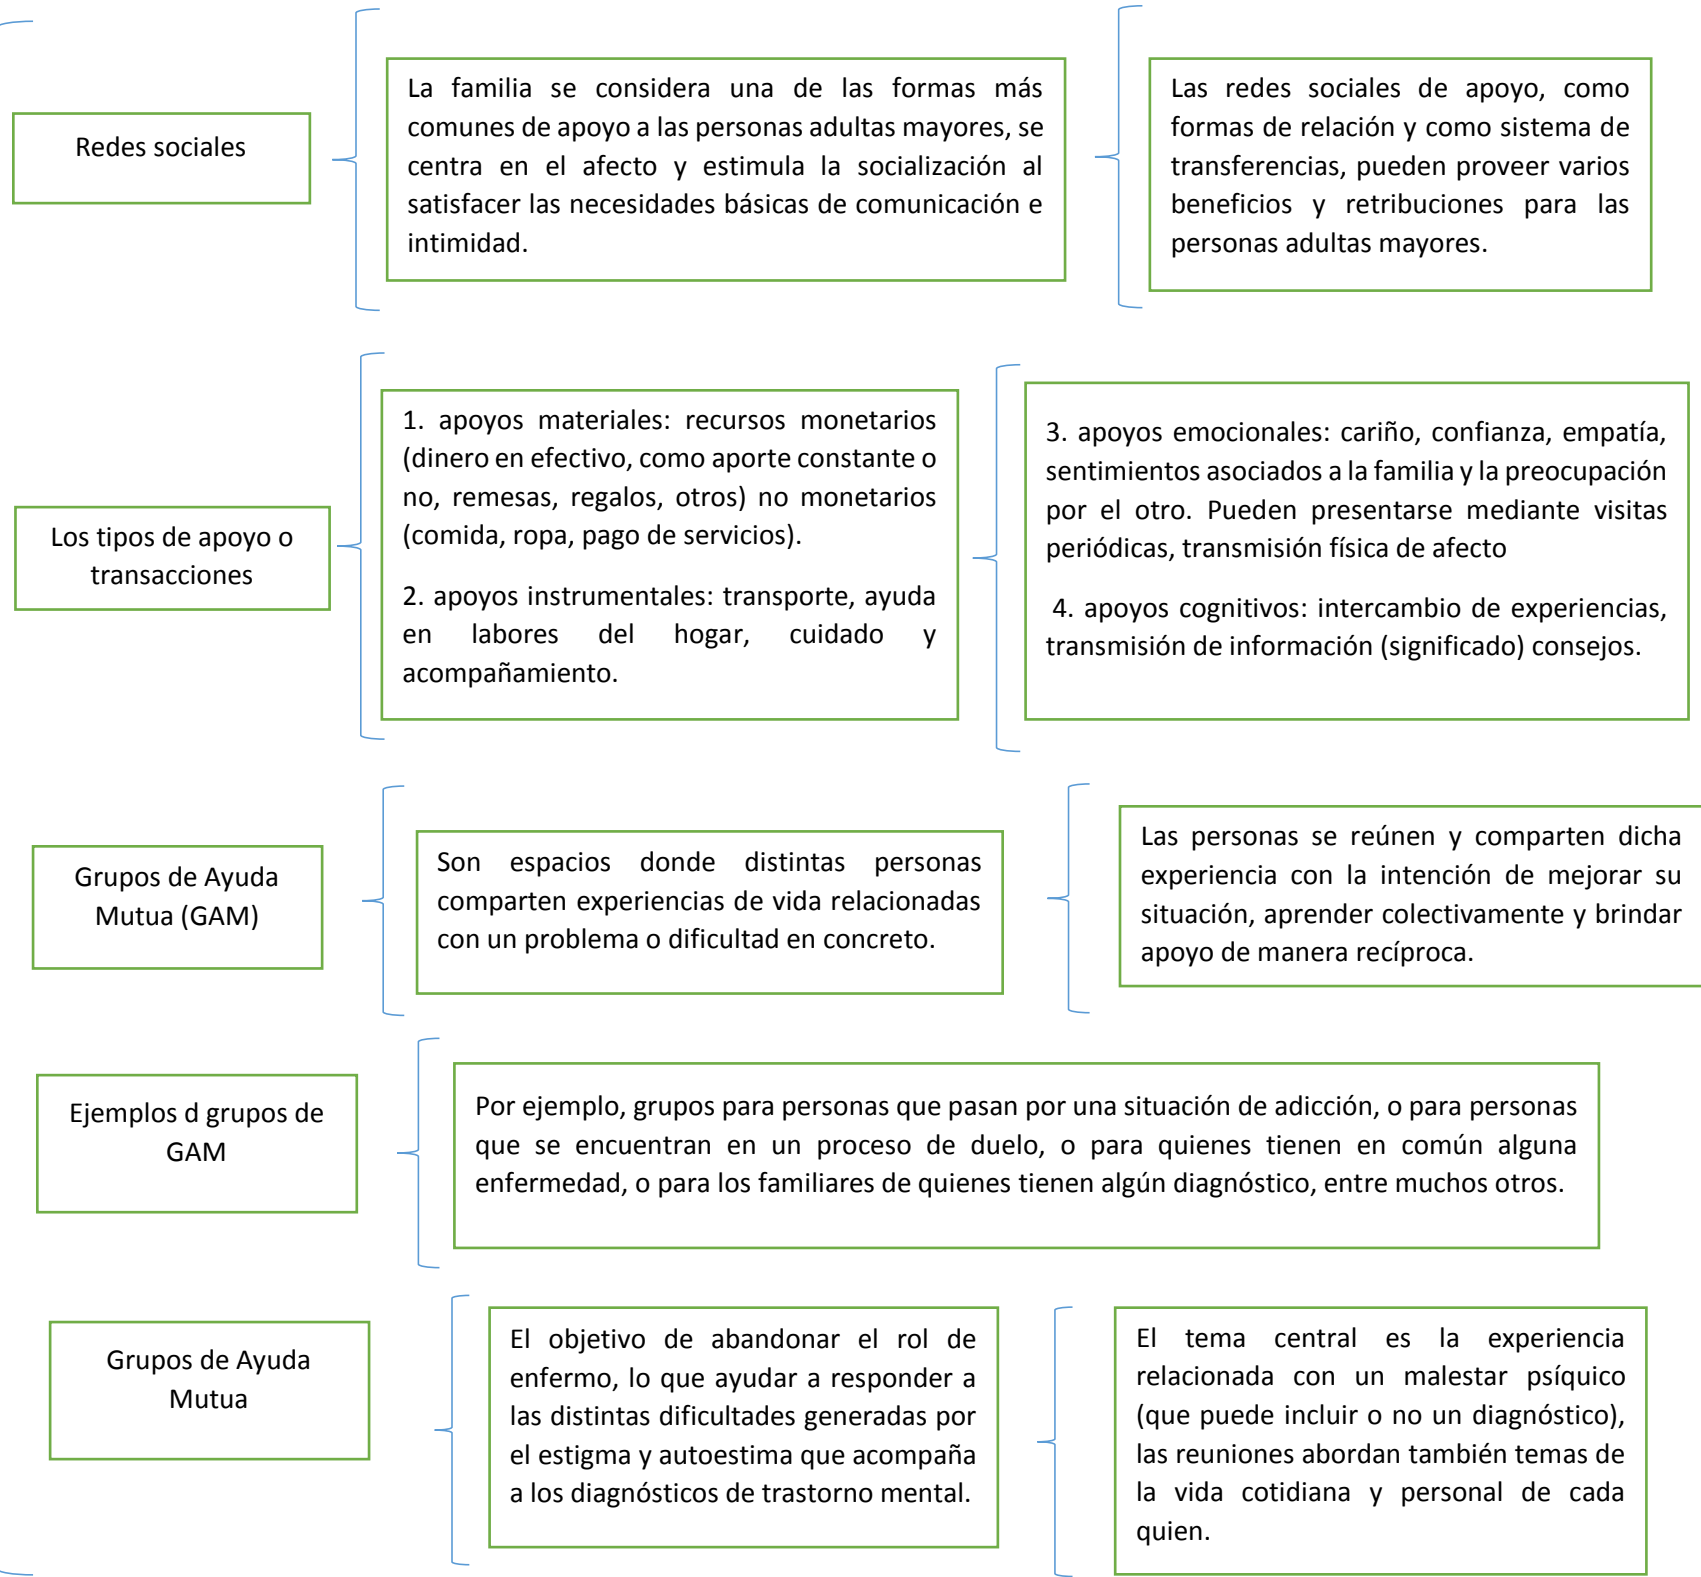 Redes sociales
La familia se considera una de las formas más
comunes de apoyo a las personas adultas mayores, se
centra en el afecto y estimula la socialización al
satisfacer las necesidades básicas de comunicación e
intimidad.
Las redes sociales de apoyo, como
formas de relación y como sistema de
transferencias, pueden proveer varios
beneficios y retribuciones para las
personas adultas mayores.
Los tipos de apoyo o
transacciones
1. apoyos materiales: recursos monetarios
(dinero en efectivo, como aporte constante o
no, remesas, regalos, otros) no monetarios
(comida, ropa, pago de servicios).
2. apoyos instrumentales: transporte, ayuda
en labores del hogar, cuidado y
acompañamiento.
3. apoyos emocionales: cariño, confianza, empatía,
sentimientos asociados a la familia y la preocupación
por el otro. Pueden presentarse mediante visitas
periódicas, transmisión física de afecto
4. apoyos cognitivos: intercambio de experiencias,
transmisión de información (significado) consejos.
Grupos de Ayuda
Mutua (GAM)
Son espacios donde distintas personas
comparten experiencias de vida relacionadas
con un problema o dificultad en concreto.
Las personas se reúnen y comparten dicha
experiencia con la intención de mejorar su
situación, aprender colectivamente y brindar
apoyo de manera recíproca.
Ejemplos d grupos de
GAM
Por ejemplo, grupos para personas que pasan por una situación de adicción, o para personas
que se encuentran en un proceso de duelo, o para quienes tienen en común alguna
enfermedad, o para los familiares de quienes tienen algún diagnóstico, entre muchos otros.
Grupos de Ayuda
Mutua
El objetivo de abandonar el rol de
enfermo, lo que ayudar a responder a
las distintas dificultades generadas por
el estigma y autoestima que acompaña
a los diagnósticos de trastorno mental.
El tema central es la experiencia
relacionada con un malestar psíquico
(que puede incluir o no un diagnóstico),
las reuniones abordan también temas de
la vida cotidiana y personal de cada
quien.